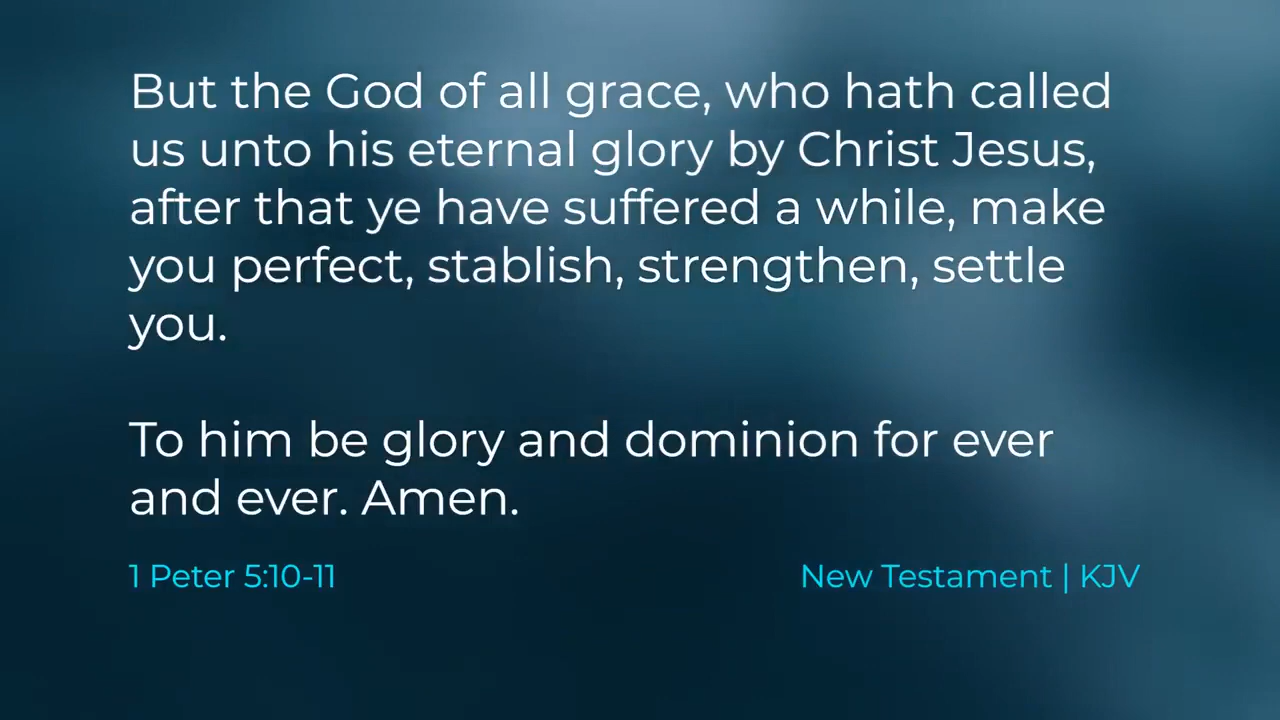 But the God of all grace, who hath called
us unto his eternal glory by Christ Jesus,
after that ye have suffered a while, make
you perfect, stablish, strengthen, settle
you.
To him be glory and dominion for ever
and ever. Amen.
1 Peter 5:10-11
New Testament | KJV